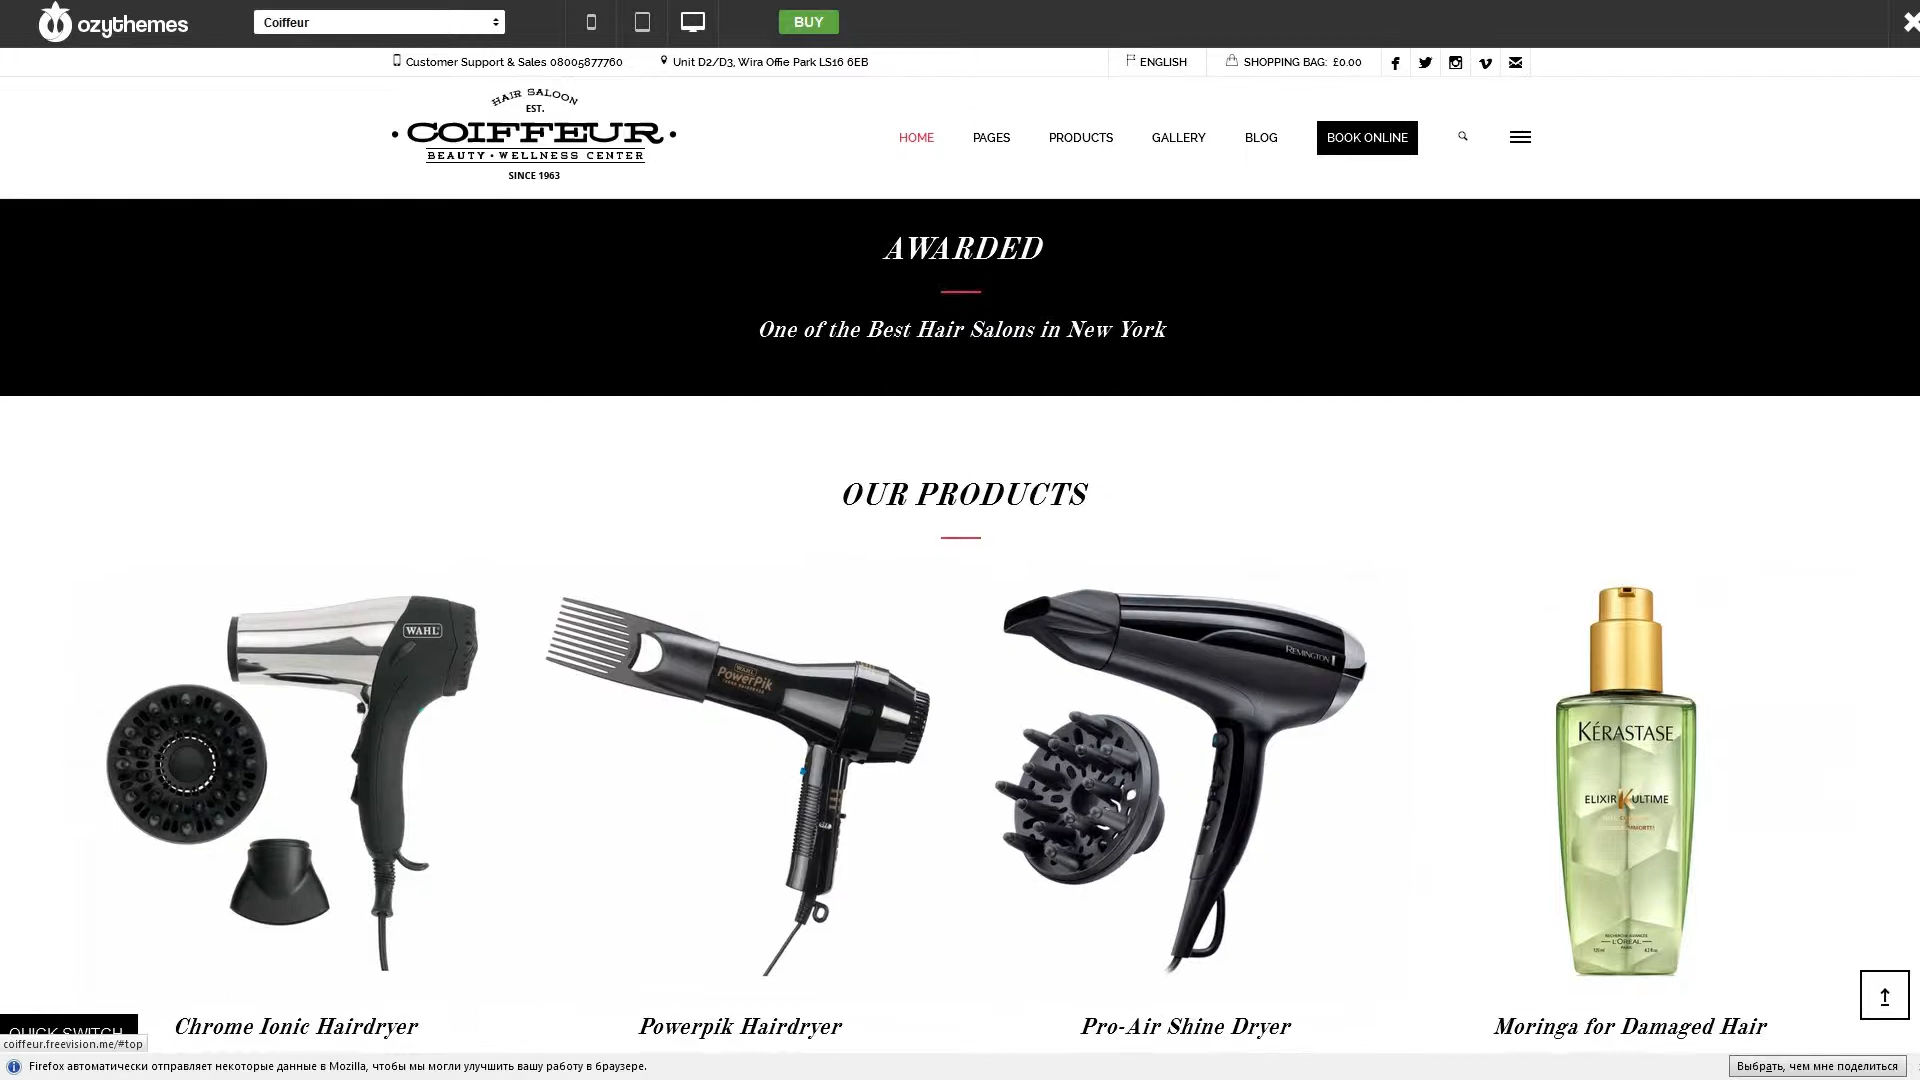 ozythemes
Coiffeur
BUY
Customer Support & Sales 08005877760
Unit D2/D3, Wira Offie Park LS16 6EB
ENGLISH
SHOPPING BAG: £0.00
HAIR SALOON
EST.
• COIFFEUR •
BEAUTY • WELLNESS CENTER
SINCE 1963
HOME
PAGES
PRODUCTS
GALLERY
BLOG
BOOK ONLINE
AWARDED
One of the Best Hair Salons in New York
OUR PRODUCTS
WAHL
WAHL
PowerPik
REMINGTON
KÉRASTASE
ELIXIR K ULTIME
L'ORÉAL
PARIS
Chrome Ionic Hairdryer
Powerpik Hairdryer
Pro-Air Shine Dryer
Moringa for Damaged Hair
QUICK SWITCH
coiffeur.freevision.me/#top
Firefox автоматически отправляет некоторые данные в Mozilla, чтобы мы могли улучшить вашу работу в браузере.
Выбрать, чем мне поделиться